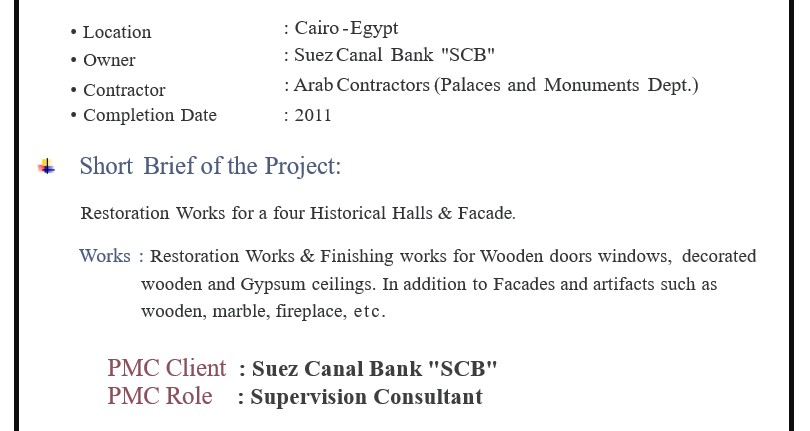 • Location : Cairo - Egypt
• Owner : Suez Canal Bank "SCB"
• Contractor : Arab Contractors (Palaces and Monuments Dept.)
• Completion Date : 2011
Short Brief of the Project:
Restoration Works for a four Historical Halls & Facade.
Works : Restoration Works & Finishing works for Wooden doors windows, decorated
wooden and Gypsum ceilings. In addition to Facades and artifacts such as
wooden, marble, fireplace, etc.
PMC Client : Suez Canal Bank "SCB"
PMC Role : Supervision Consultant